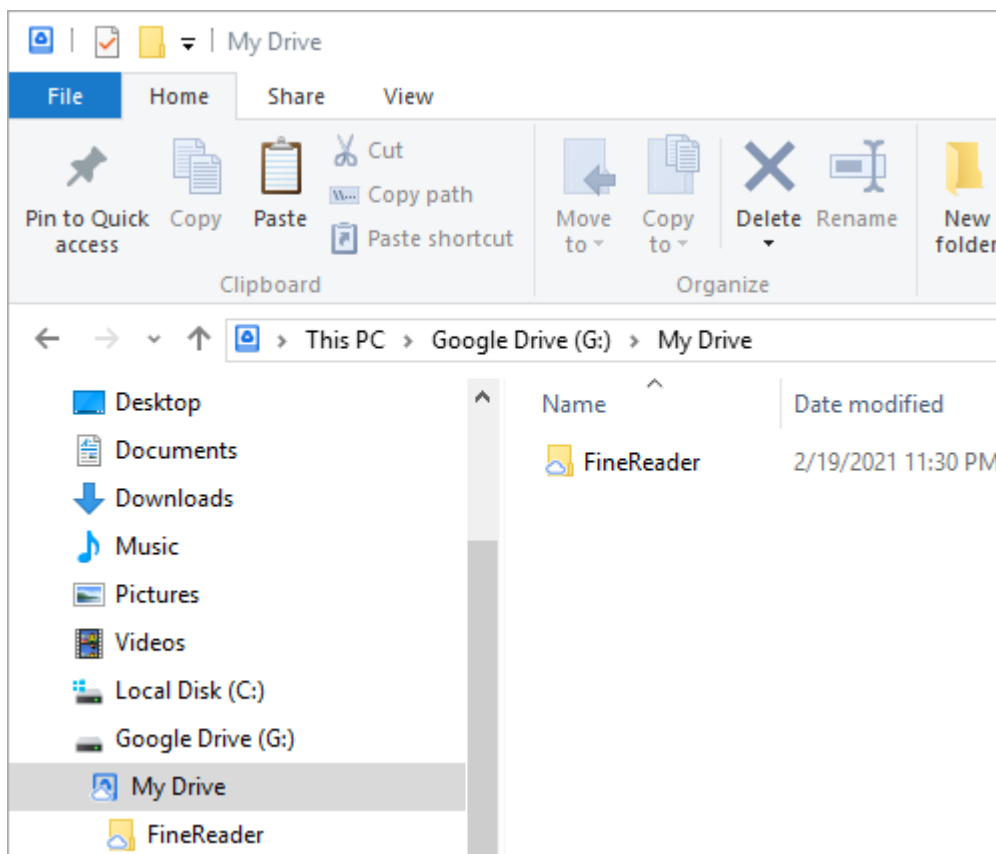 My Drive
File Home Share View
Pin to Quick access
Copy
Paste
Cut
Copy path
Paste shortcut
Clipboard
Move to
Copy to
Delete
Rename
Organize
New folder
This PC > Google Drive (G:) > My Drive
Desktop
Documents
Downloads
Music
Pictures
Videos
Local Disk (C:)
Google Drive (G:)
My Drive
FineReader
Name Date modified
FineReader 2/19/2021 11:30 PM